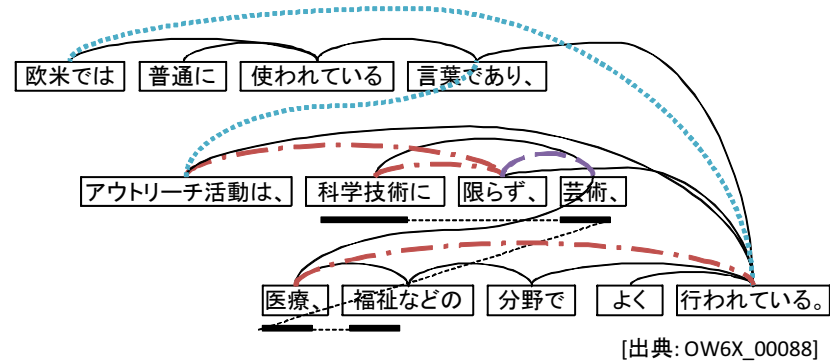 欧米では 普通に 使われている 言葉であり、
アウトリーチ活動は、 科学技術に 限らず、 芸術、
医療、 福祉などの 分野で よく 行われている。
[出典: OW6X_00088]